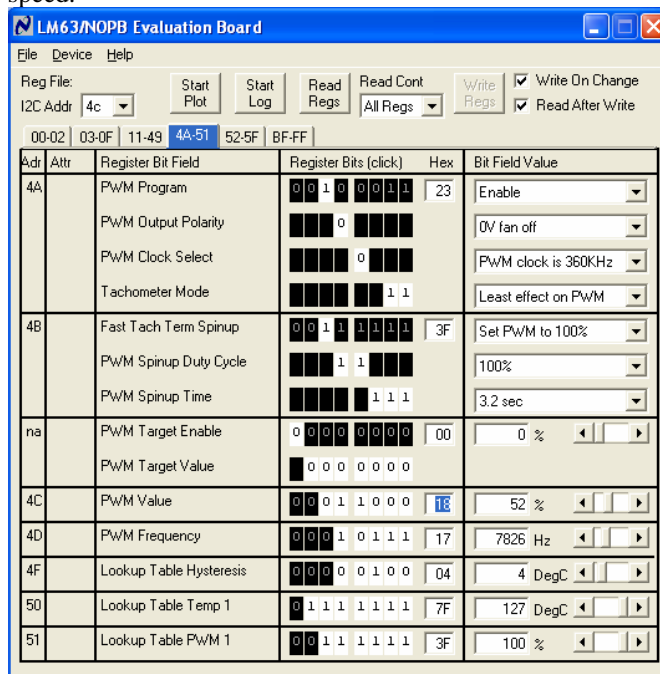 speed.
LM63/NOPB Evaluation Board
File Device Help
Reg File:
I2C Addr 4c
Start Plot
Start Log
Read Regs
Read Cont
All Regs
Write Regs
Write On Change
Read After Write
00-02 03-0F 11-49 4A-51 52-5F BF-FF
Adr Attr Register Bit Field Register Bits (click) Hex Bit Field Value
4A PWM Program 0 0 1 0 0 0 1 1 23 Enable
PWM Output Polarity 0 0V fan off
PWM Clock Select 0 PWM clock is 360KHz
Tachometer Mode 1 1 Least effect on PWM
4B Fast Tach Term Spinup 0 0 1 1 1 1 1 1 3F Set PWM to 100%
PWM Spinup Duty Cycle 1 1 100%
PWM Spinup Time 1 1 1 3.2 sec
na PWM Target Enable 0 0 0 0 0 0 0 0 00 0 %
PWM Target Value 0 0 0 0 0 0 0
4C PWM Value 0 0 0 1 1 0 0 0 18 52 %
4D PWM Frequency 0 0 0 1 0 1 1 1 17 7826 Hz
4F Lookup Table Hysteresis 0 0 0 0 0 1 0 0 04 4 DegC
50 Lookup Table Temp 1 0 1 1 1 1 1 1 1 7F 127 DegC
51 Lookup Table PWM 1 0 0 1 1 1 1 1 1 3F 100 %